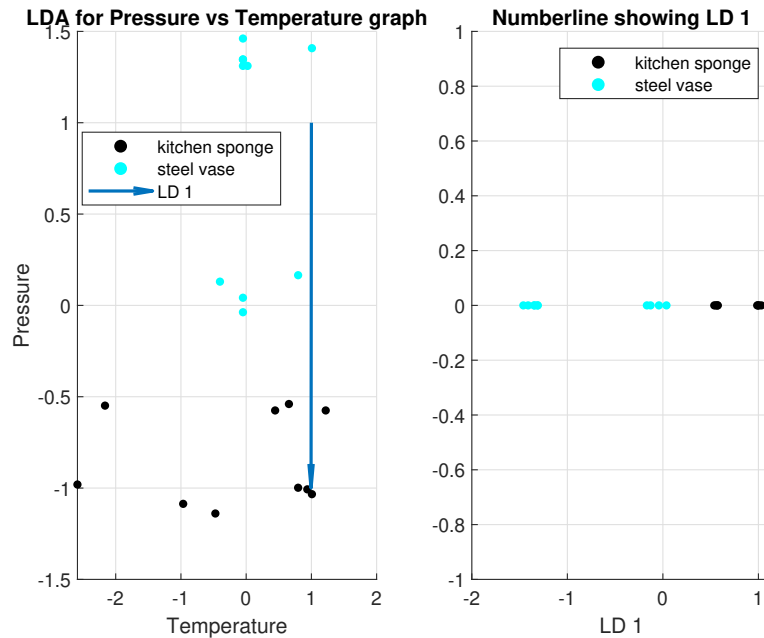 LDA for Pressure vs Temperature graph
1.5
1
0.5
0
-0.5
-1
-1.5
Pressure
kitchen sponge
steel vase
LD 1
-2
-1
0
1
2
Temperature
Numberline showing LD 1
1
0.8
0.6
0.4
0.2
0
-0.2
-0.4
-0.6
-0.8
-1
kitchen sponge
steel vase
-2
-1
0
1
LD 1